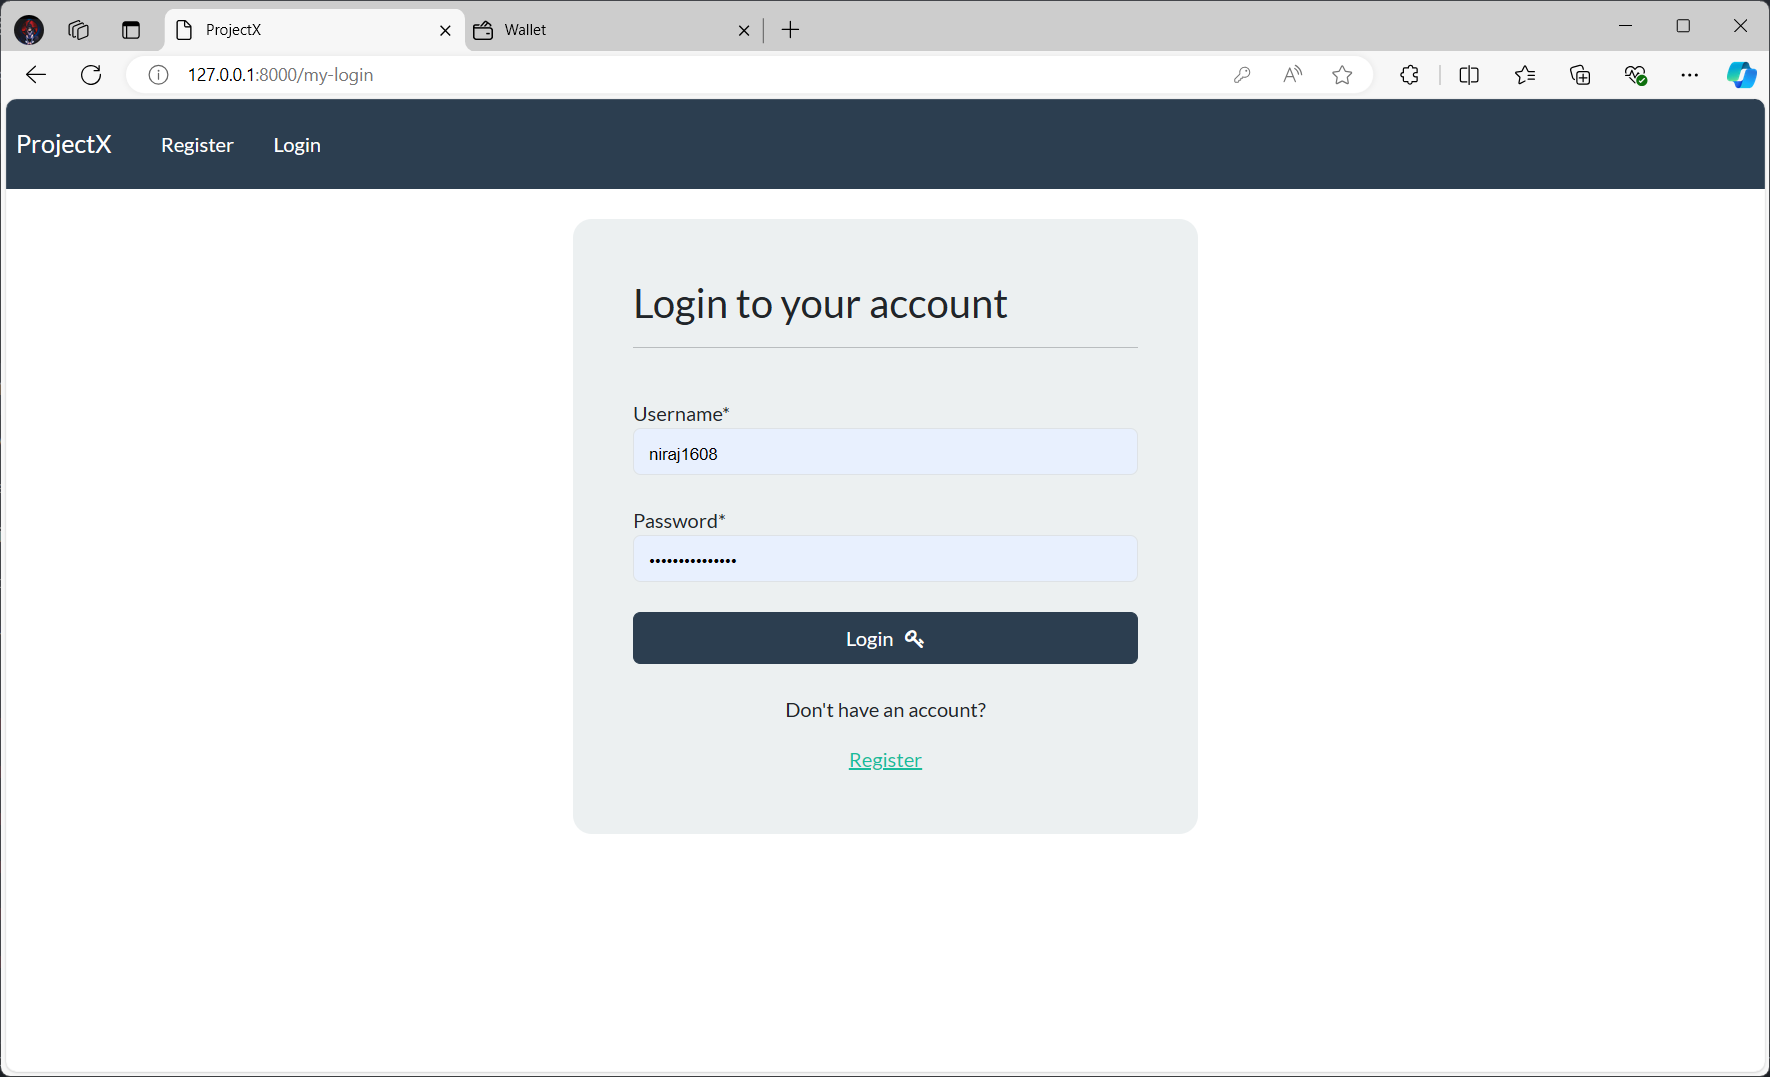 ProjectX
Wallet
127.0.0.1:8000/my-login
ProjectX Register Login
Login to your account
Username*
niraj1608
Password*
•••••••••••••••
Login
Don't have an account?
Register